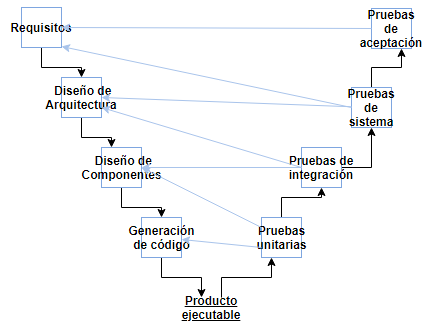 Requisitos
Pruebas
de
aceptación
Diseño de
Arquitectura
Pruebas
de
sistema
Diseño de
Componentes
Pruebas de
integración
Generación
de código
Pruebas
unitarias
Producto
ejecutable